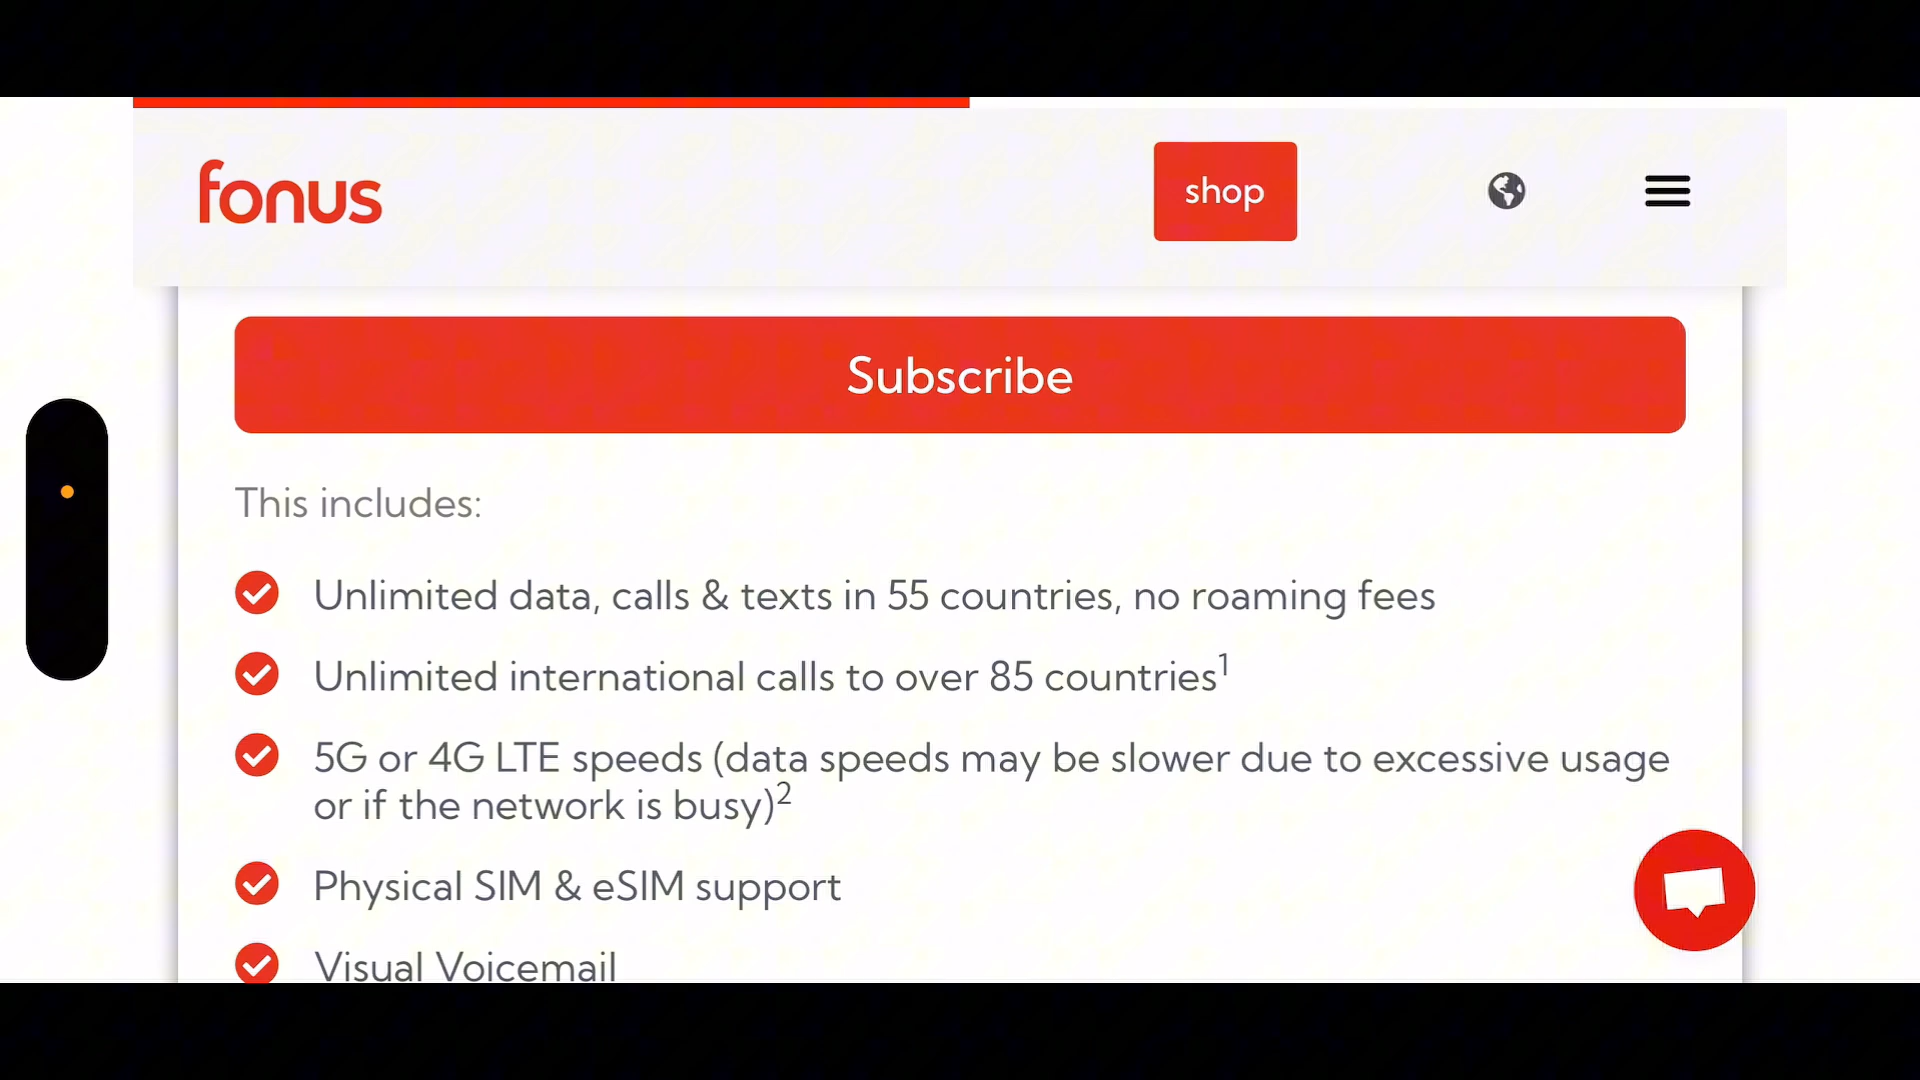 fonus
shop
Subscribe
This includes:
Unlimited data, calls & texts in 55 countries, no roaming fees
Unlimited international calls to over 85 countries¹
5G or 4G LTE speeds (data speeds may be slower due to excessive usage
or if the network is busy)²
Physical SIM & eSIM support
Visual Voicemail